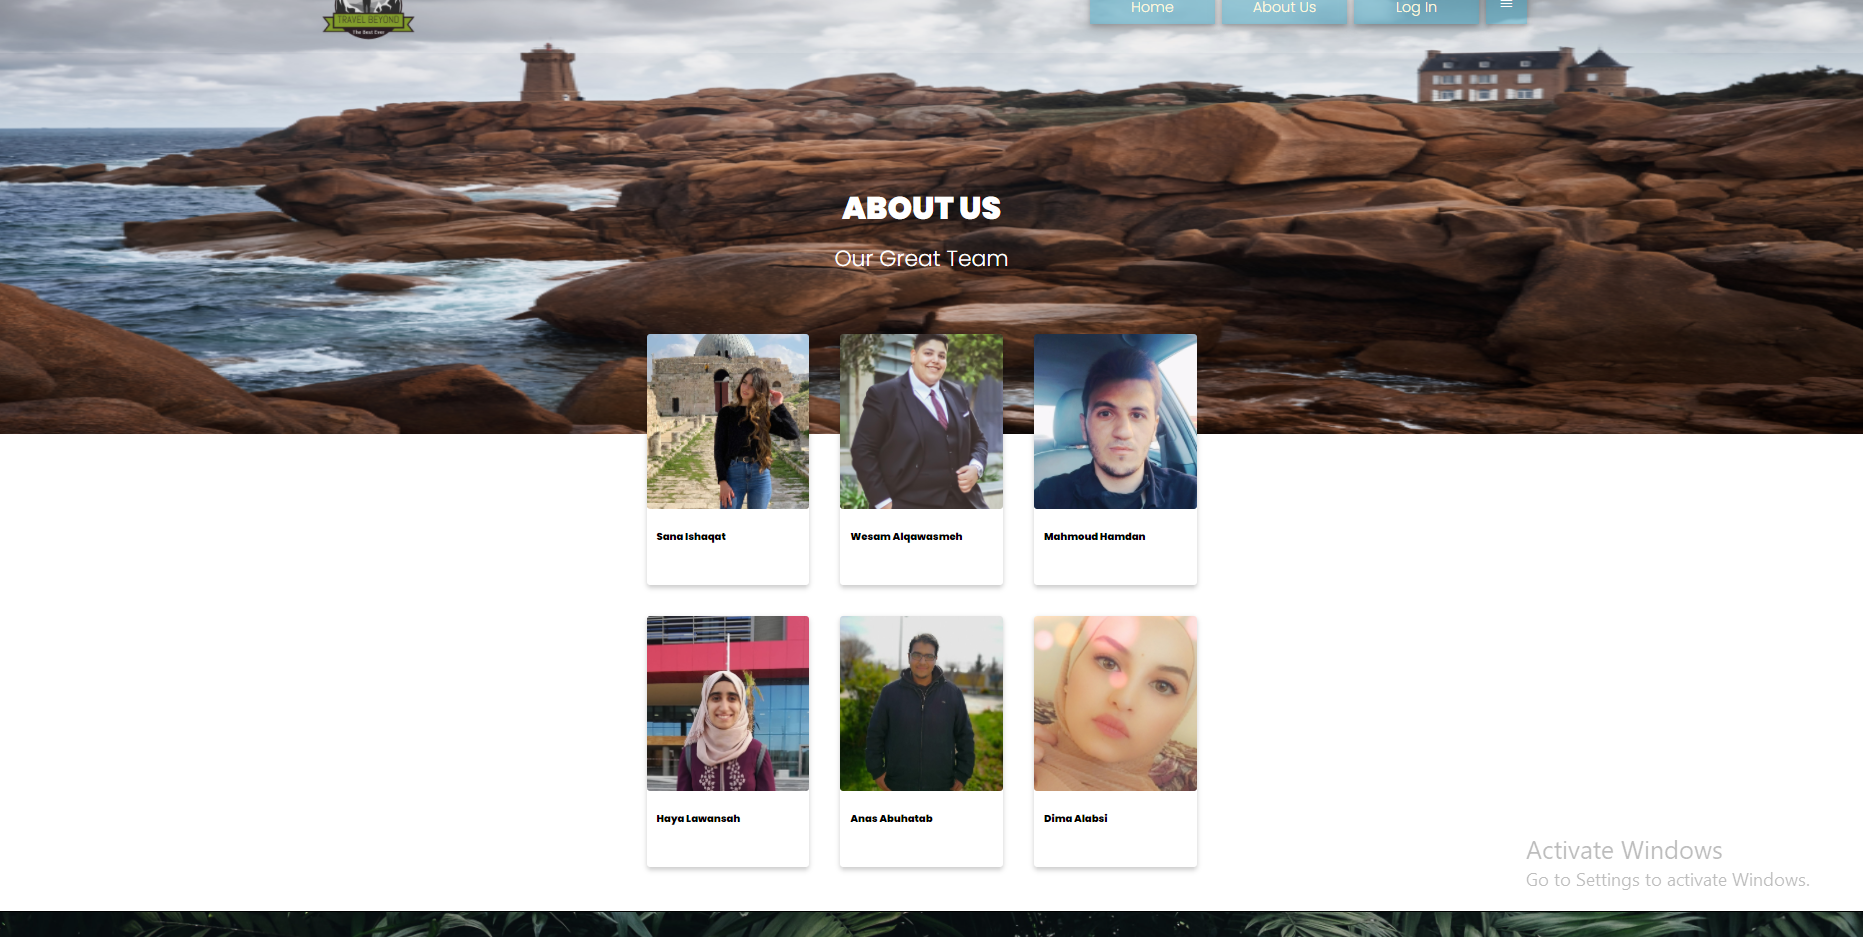 TRAVEL BEYOND
The Best Ever
Home
About Us
Log In
ABOUT US
Our Great Team
Sana Ishaqat
Wesam Alqawasmeh
Mahmoud Hamdan
Haya Lawansah
Anas Abuhatab
Dima Alabsi
Activate Windows
Go to Settings to activate Windows.